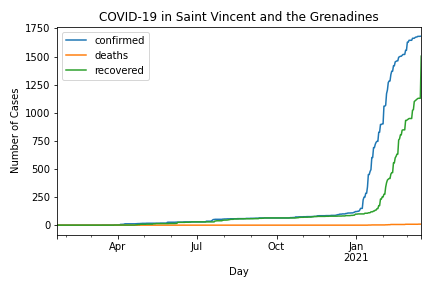 COVID-19 in Saint Vincent and the Grenadines
1750
1500
1250
1000
750
500
250
0
Number of Cases
confirmed
deaths
recovered
Apr
Jul
Oct
Jan
2021
Day